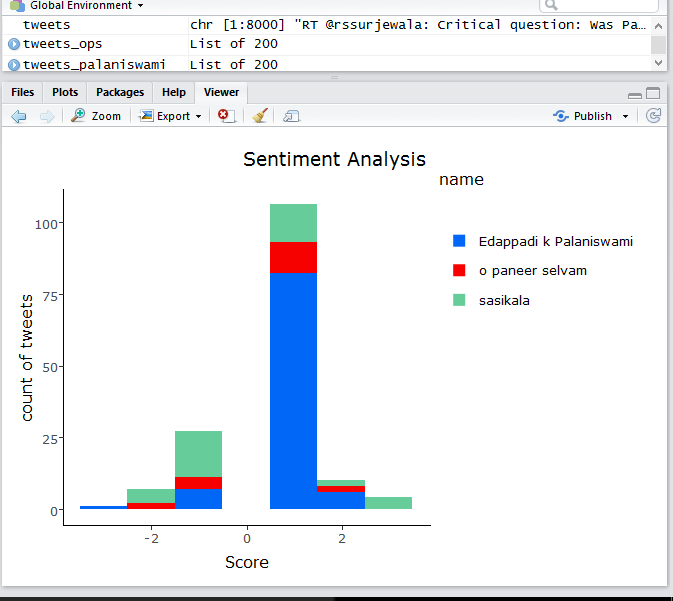 Global Environment
tweets chr [1:8000] "RT @rssurjewala: Critical question: Was Pa…
tweets_ops List of 200
tweets_palaniswami List of 200
Files Plots Packages Help Viewer
Zoom Export Publish
Sentiment Analysis
name
Edappadi k Palaniswami
o paneer selvam
sasikala
count of tweets
100
75
50
25
0
-2 0 2
Score